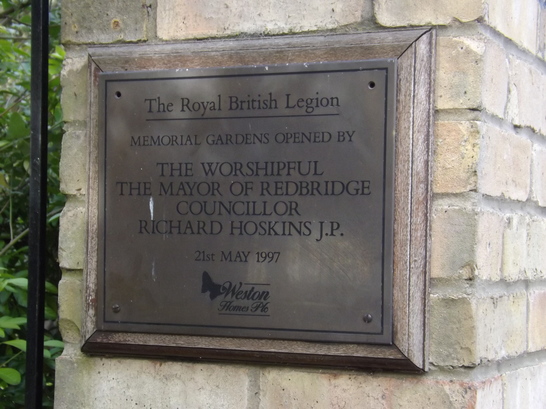 The Royal British Legion
MEMORIAL GARDENS OPENED BY
THE WORSHIPFUL
THE MAYOR OF REDBRIDGE
COUNCILLOR
RICHARD HOSKINS J.P.
21st MAY 1997
Weston
Homes Plc